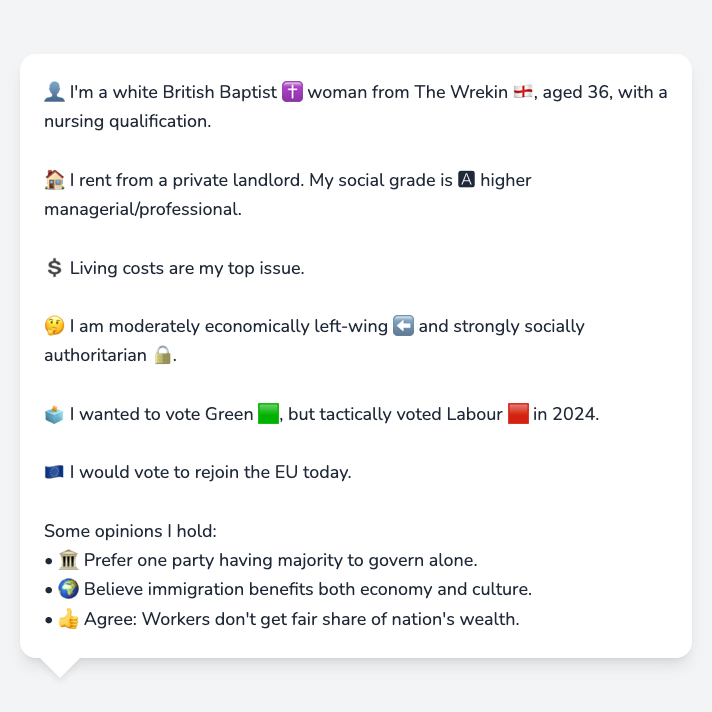 👤 I'm a white British Baptist ✝️ woman from The Wrekin 🏴󠁧󠁢󠁥󠁮󠁧󠁿, aged 36, with a
nursing qualification.
🏠 I rent from a private landlord. My social grade is 🅰 higher
managerial/professional.
💲 Living costs are my top issue.
🤔 I am moderately economically left-wing ⬅️ and strongly socially
authoritarian 🔒.
🗳️ I wanted to vote Green 🟩, but tactically voted Labour 🟥 in 2024.
🇪🇺 I would vote to rejoin the EU today.
Some opinions I hold:
• 🏛️ Prefer one party having majority to govern alone.
• 🌍 Believe immigration benefits both economy and culture.
• 👍 Agree: Workers don't get fair share of nation's wealth.